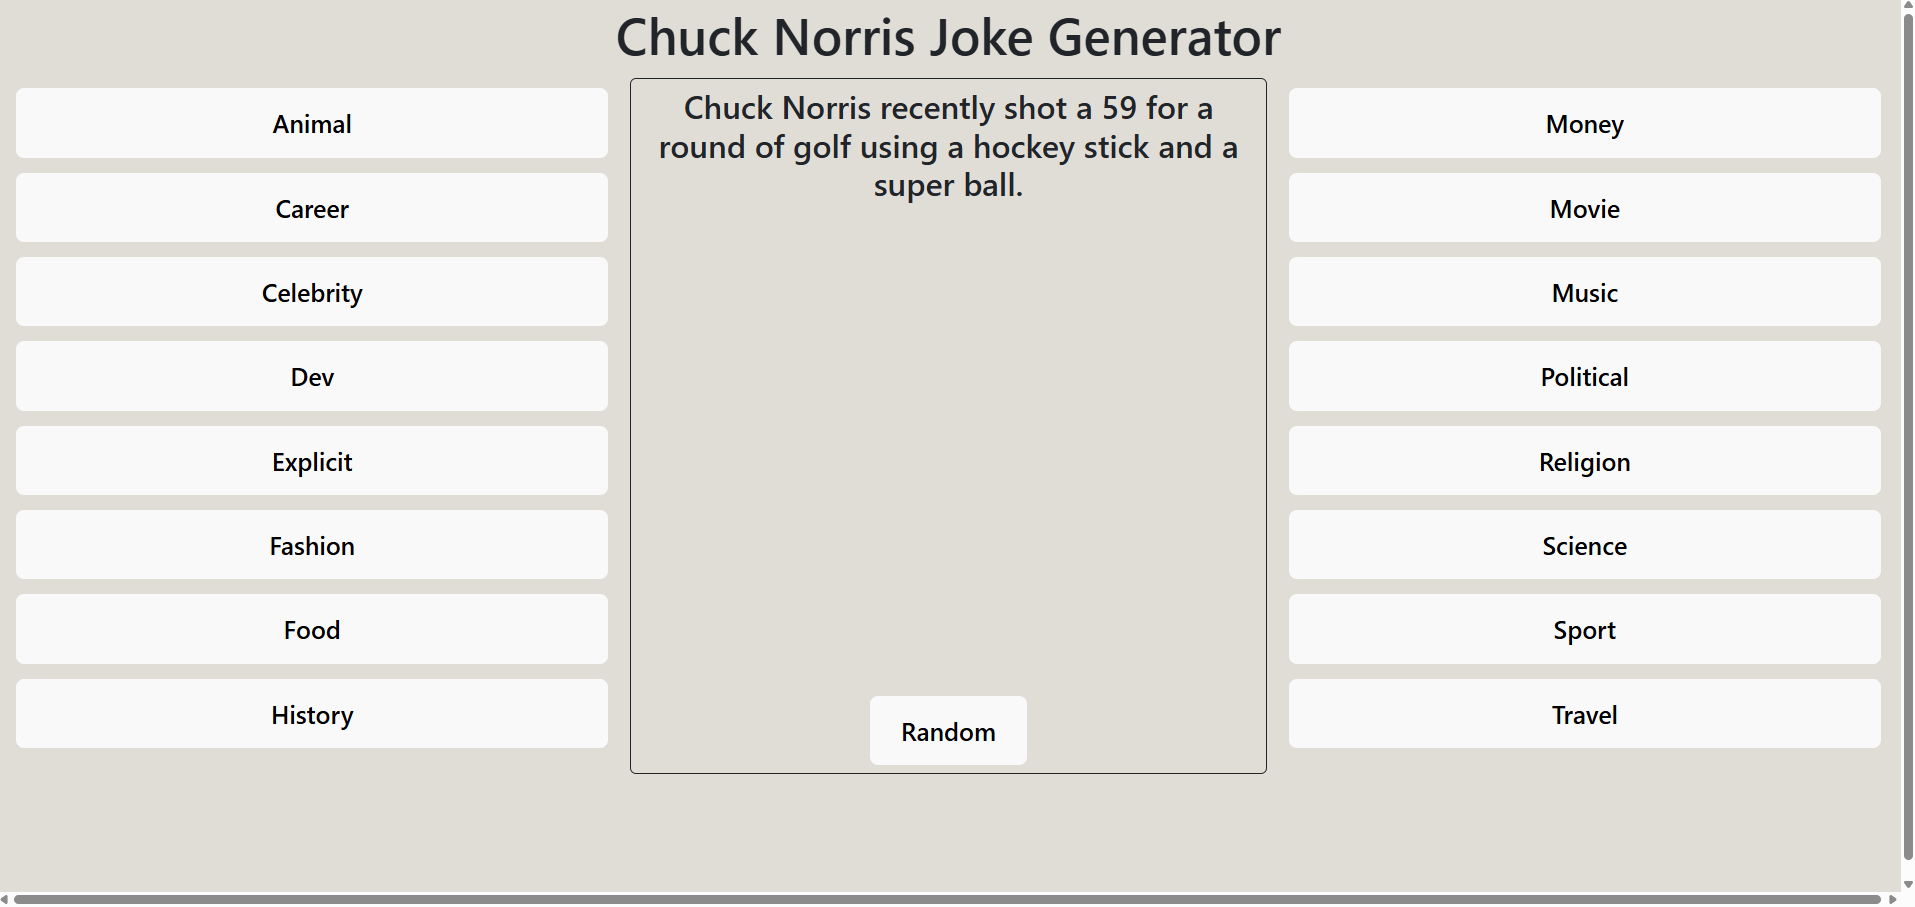 Chuck Norris Joke Generator
Animal
Career
Celebrity
Dev
Explicit
Fashion
Food
History
Chuck Norris recently shot a 59 for a
round of golf using a hockey stick and a
super ball.
Random
Money
Movie
Music
Political
Religion
Science
Sport
Travel